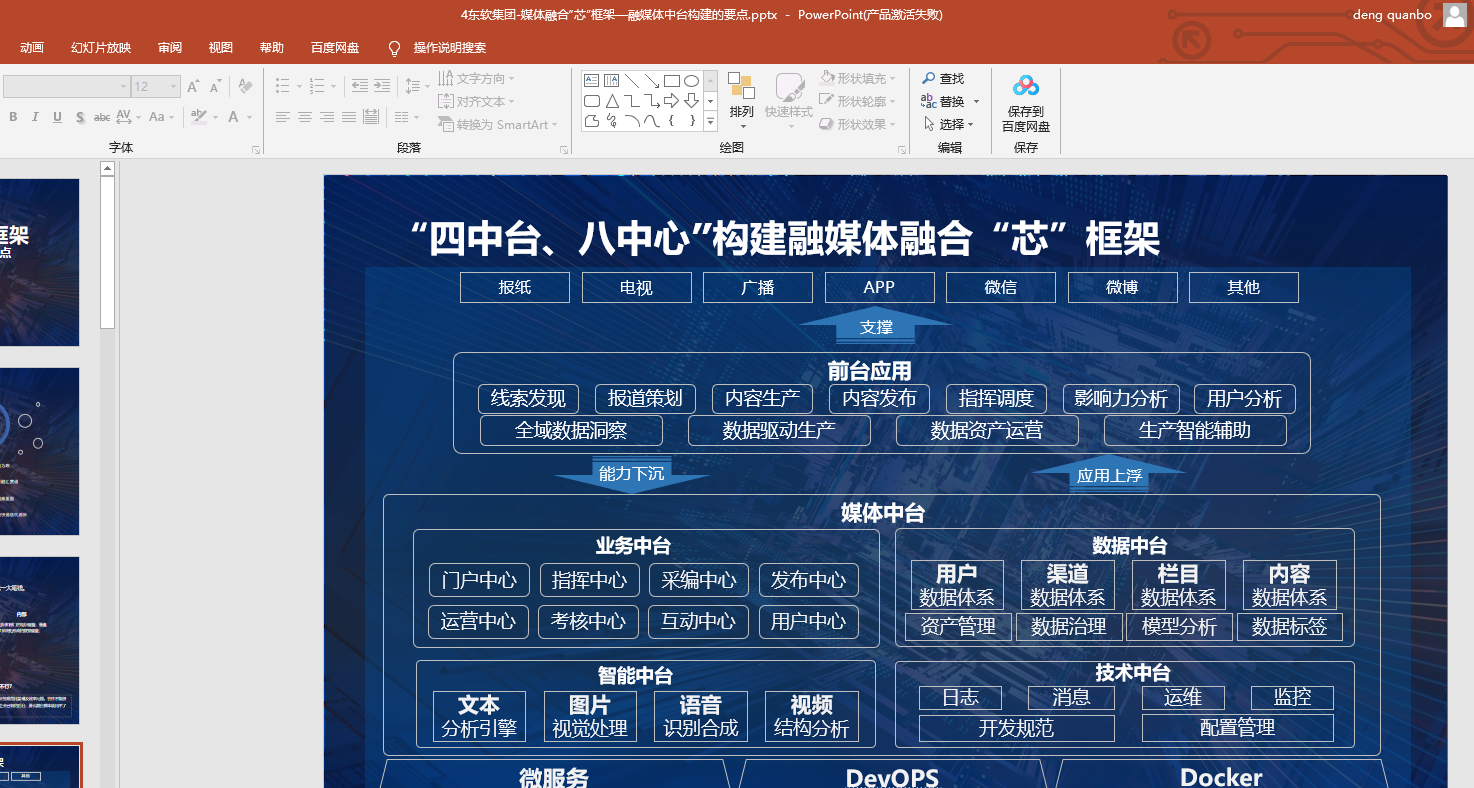 4东软集团-媒体融合“芯”框架—融媒体中台构建的要点.pptx - PowerPoint(产品激活失败)
deng quanbo
动画 幻灯片放映 审阅 视图 帮助 百度网盘 操作说明搜索
12
文字方向
形状填充
查找
对齐文本
排列
快速样式
形状轮廓
替换
保存到
百度网盘
B I U S abc AV Aa A
转换为 SmartArt
形状效果
选择
字体 段落 绘图 编辑 保存
框架
点
“四中台、八中心”构建融媒体融合“芯”框架
报纸 电视 广播 APP 微信 微博 其他
支撑
前台应用
线索发现 报道策划 内容生产 内容发布 指挥调度 影响力分析 用户分析
全域数据洞察 数据驱动生产 数据资产运营 生产智能辅助
能力下沉 应用上浮
媒体中台
业务中台
门户中心 指挥中心 采编中心 发布中心
运营中心 考核中心 互动中心 用户中心
数据中台
用户 渠道 栏目 内容
数据体系 数据体系 数据体系 数据体系
资产管理 数据治理 模型分析 数据标签
智能中台
文本 图片 语音 视频
分析引擎 视觉处理 识别合成 结构分析
技术中台
日志 消息 运维 监控
开发规范 配置管理
微服务 DevOPS Docker